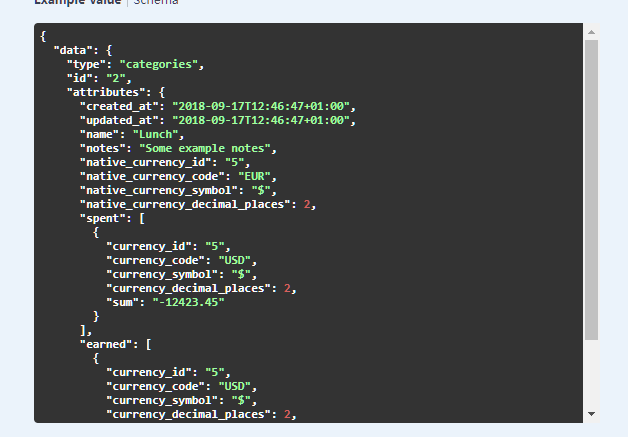 Example Value | Schema
{
  "data": {
    "type": "categories",
    "id": "2",
    "attributes": {
      "created_at": "2018-09-17T12:46:47+01:00",
      "updated_at": "2018-09-17T12:46:47+01:00",
      "name": "Lunch",
      "notes": "Some example notes",
      "native_currency_id": "5",
      "native_currency_code": "EUR",
      "native_currency_symbol": "$",
      "native_currency_decimal_places": 2,
      "spent": [
        {
          "currency_id": "5",
          "currency_code": "USD",
          "currency_symbol": "$",
          "currency_decimal_places": 2,
          "sum": "-12423.45"
        }
      ],
      "earned": [
        {
          "currency_id": "5",
          "currency_code": "USD",
          "currency_symbol": "$",
          "currency_decimal_places": 2,